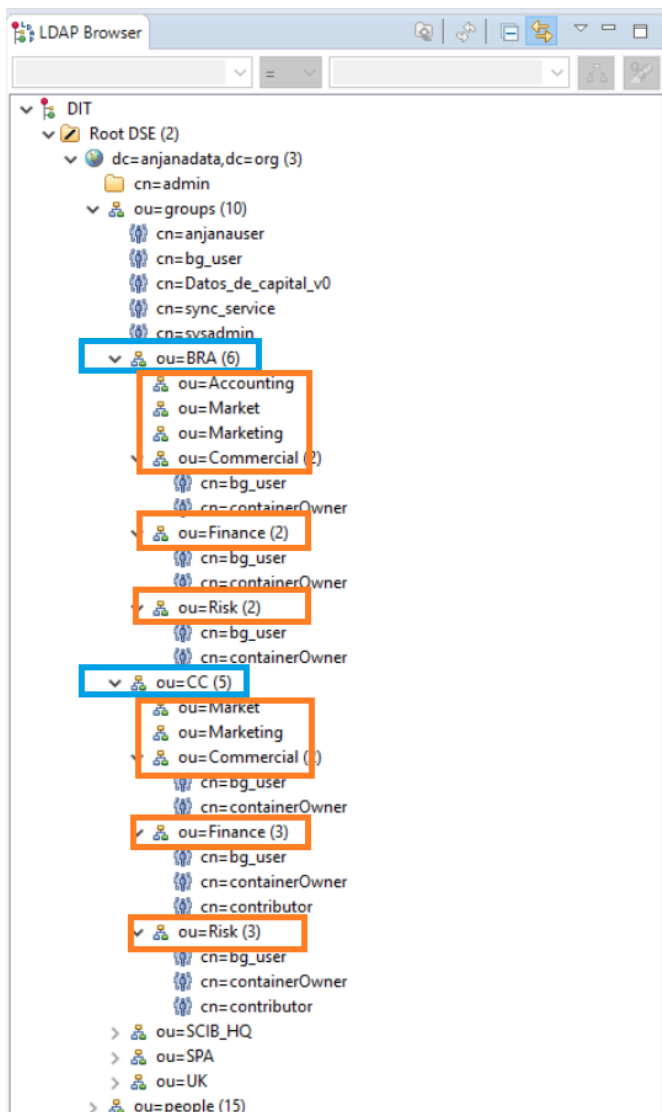 LDAP Browser
=
DIT
Root DSE (2)
dc=anjanadata,dc=org (3)
cn=admin
ou=groups (10)
cn=anjanauser
cn=bg_user
cn=Datos_de_capital_v0
cn=sync_service
cn=sysadmin
ou=BRA (6)
ou=Accounting
ou=Market
ou=Marketing
ou=Commercial (2)
cn=bg_user
cn=containerOwner
ou=Finance (2)
cn=bg_user
cn=containerOwner
ou=Risk (2)
cn=bg_user
cn=containerOwner
ou=CC (5)
ou=Market
ou=Marketing
ou=Commercial (2)
cn=bg_user
cn=containerOwner
ou=Finance (3)
cn=bg_user
cn=containerOwner
cn=contributor
ou=Risk (3)
cn=bg_user
cn=containerOwner
cn=contributor
ou=SCIB_HQ
ou=SPA
ou=UK
ou=people (15)